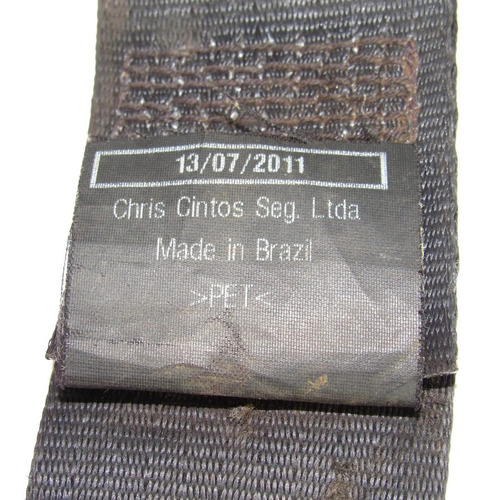 13/07/2011
Chris Cintos Seg. Ltda
Made in Brazil
>PET<